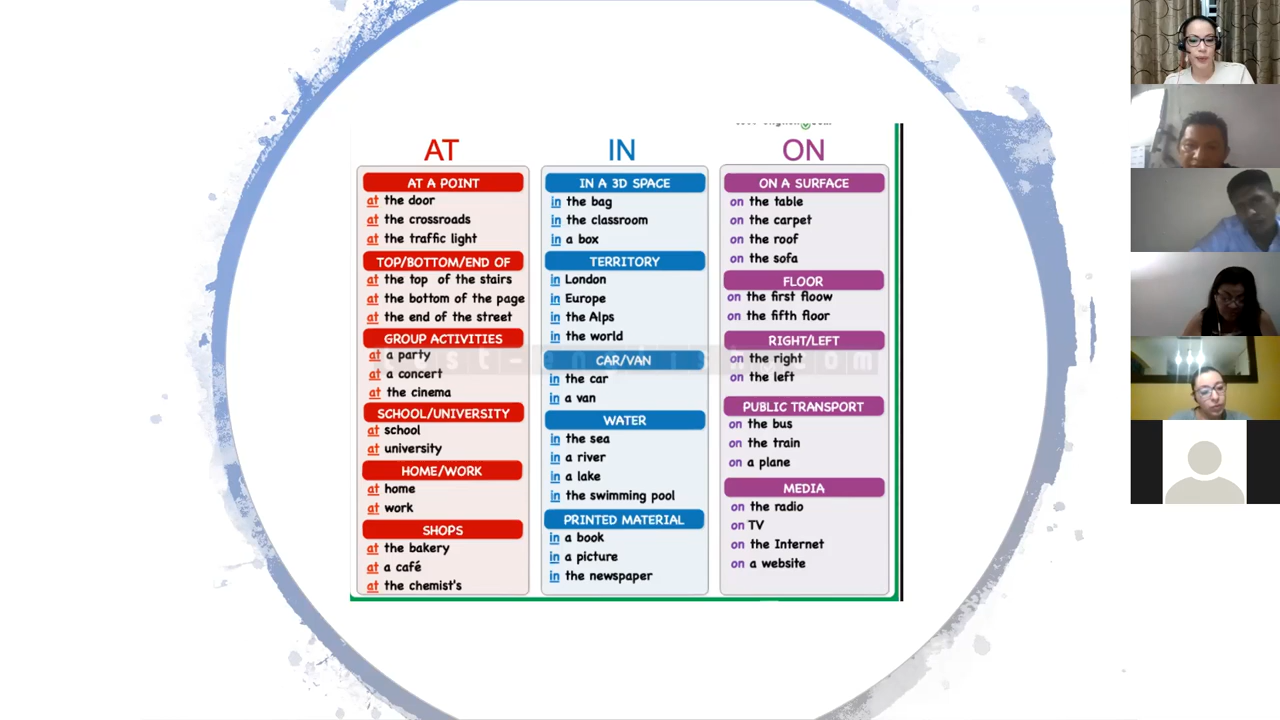 AT
AT A POINT
at the door
at the crossroads
at the traffic light
TOP/BOTTOM/END OF
at the top of the stairs
at the bottom of the page
at the end of the street
GROUP ACTIVITIES
at a party
at a concert
at the cinema
SCHOOL/UNIVERSITY
at school
at university
HOME/WORK
at home
at work
SHOPS
at the bakery
at a café
at the chemist's
IN
IN A 3D SPACE
in the bag
in the classroom
in a box
TERRITORY
in London
in Europe
in the Alps
in the world
CAR/VAN
in the car
in a van
WATER
in the sea
in a river
in a lake
in the swimming pool
PRINTED MATERIAL
in a book
in a picture
in the newspaper
ON
ON A SURFACE
on the table
on the carpet
on the roof
on the sofa
FLOOR
on the first floow
on the fifth floor
RIGHT/LEFT
on the right
on the left
PUBLIC TRANSPORT
on the bus
on the train
on a plane
MEDIA
on the radio
on TV
on the Internet
on a website